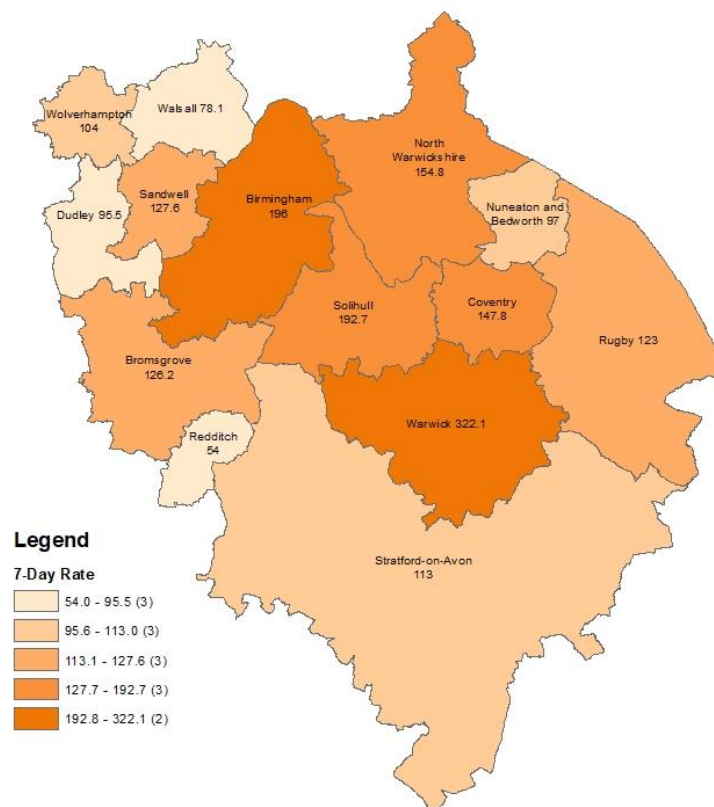 Walsall 78.1
Wolverhampton
104
North
Warwickshire
154.8
Sandwell
127.6
Birmingham
196
Dudley 95.5
Nuneaton and
Bedworth 97
Solihull
192.7
Coventry
147.8
Rugby 123
Bromsgrove
126.2
Warwick 322.1
Redditch
54
Stratford-on-Avon
113
Legend
7-Day Rate
54.0 - 95.5 (3)
95.6 - 113.0 (3)
113.1 - 127.6 (3)
127.7 - 192.7 (3)
192.8 - 322.1 (2)